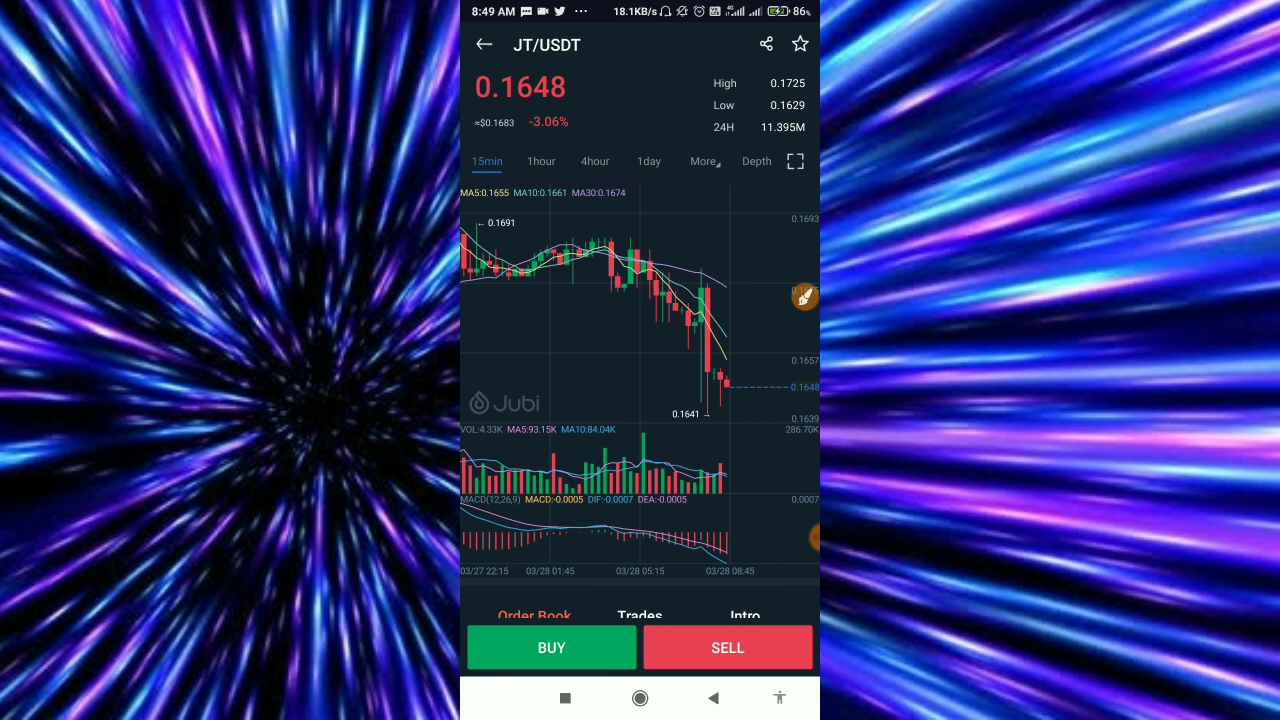 8:49 AM ... 18.1KB/s 4G 86%
JT/USDT
0.1648 High 0.1725
Low 0.1629
≈$0.1683 -3.06% 24H 11.395M
15min 1hour 4hour 1day More Depth
MA5:0.1655 MA10:0.1661 MA30:0.1674
0.1693
← 0.1691
0.1657
0.1648
Jubi
0.1641 →
0.1639
VOL:4.33K MA5:93.15K MA10:84.04K 286.70K
MACD(12,26,9) MACD:-0.0005 DIF:-0.0007 DEA:-0.0005 0.0007
03/27 22:15 03/28 01:45 03/28 05:15 03/28 08:45
Order Book Trades Intro
BUY SELL